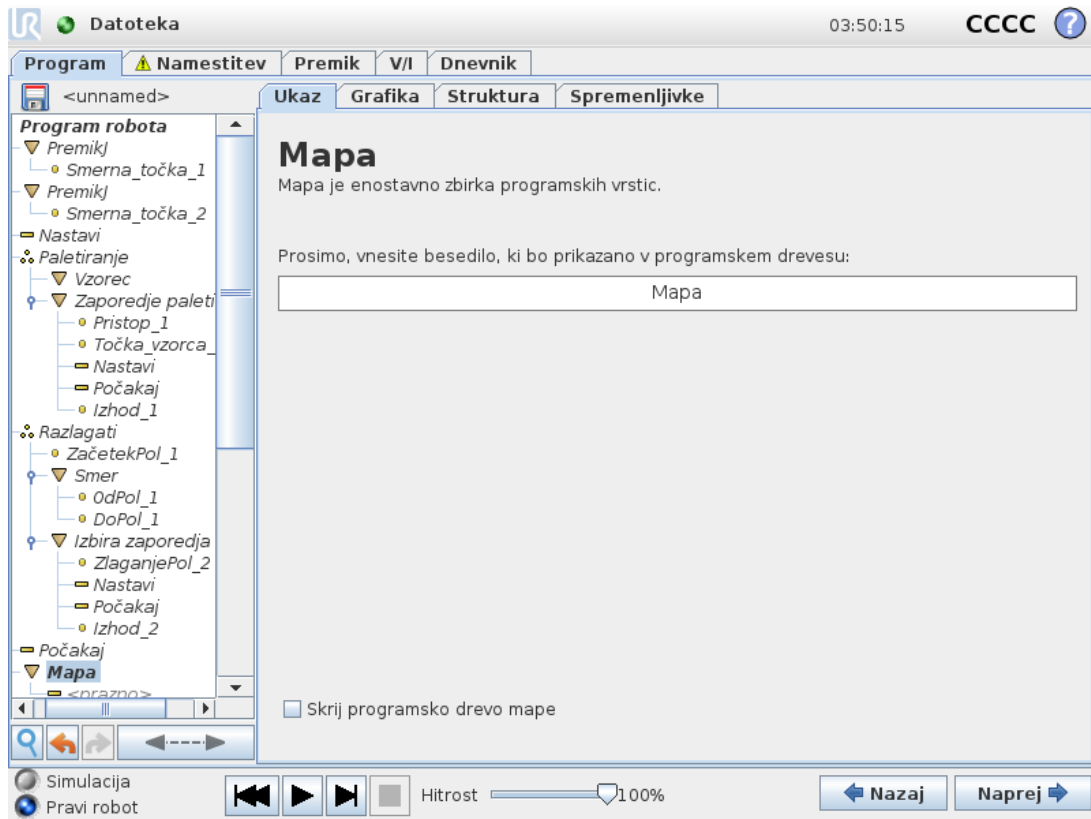 UR Datoteka 03:50:15 CCCC ?
Program Namestitev Premik V/I Dnevnik
<unnamed> Ukaz Grafika Struktura Spremenljivke
Program robota
PremikJ
Smerna_točka_1
PremikJ
Smerna_točka_2
Nastavi
Paletiranje
Vzorec
Zaporedje paleti
Pristop_1
Točka_vzorca_
Nastavi
Počakaj
Izhod_1
Razlagati
ZačetekPol_1
Smer
OdPol_1
DoPol_1
Izbira zaporedja
ZlaganjePol_2
Nastavi
Počakaj
Izhod_2
Počakaj
Mapa
<prazno>
Mapa
Mapa je enostavno zbirka programskih vrstic.
Prosimo, vnesite besedilo, ki bo prikazano v programskem drevesu:
Mapa
Skrij programsko drevo mape
Simulacija
Pravi robot
Hitrost 100%
Nazaj Naprej